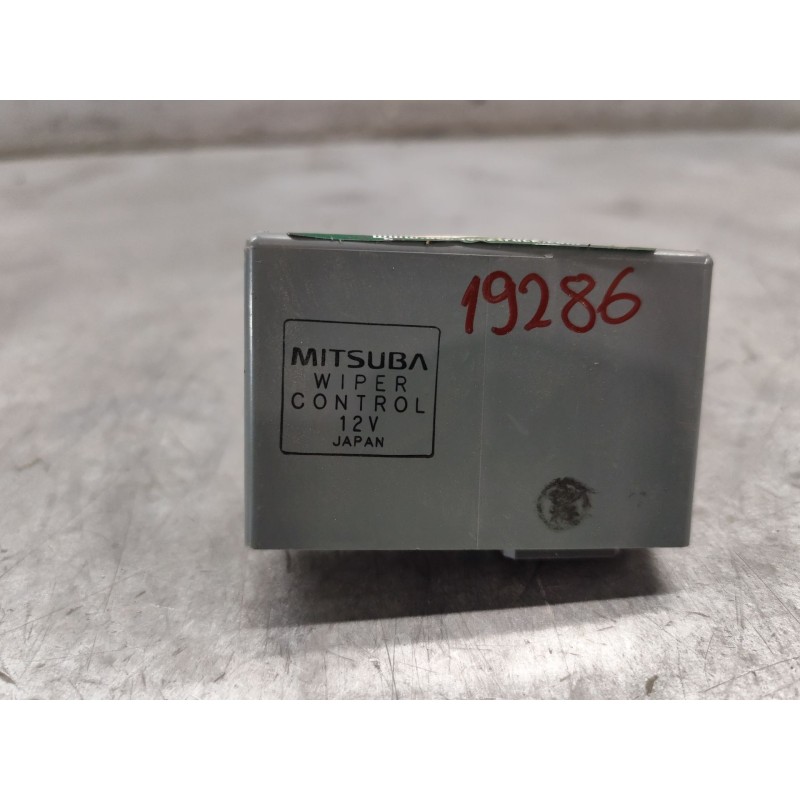 19286
MITSUBA
WIPER
CONTROL
12V
JAPAN